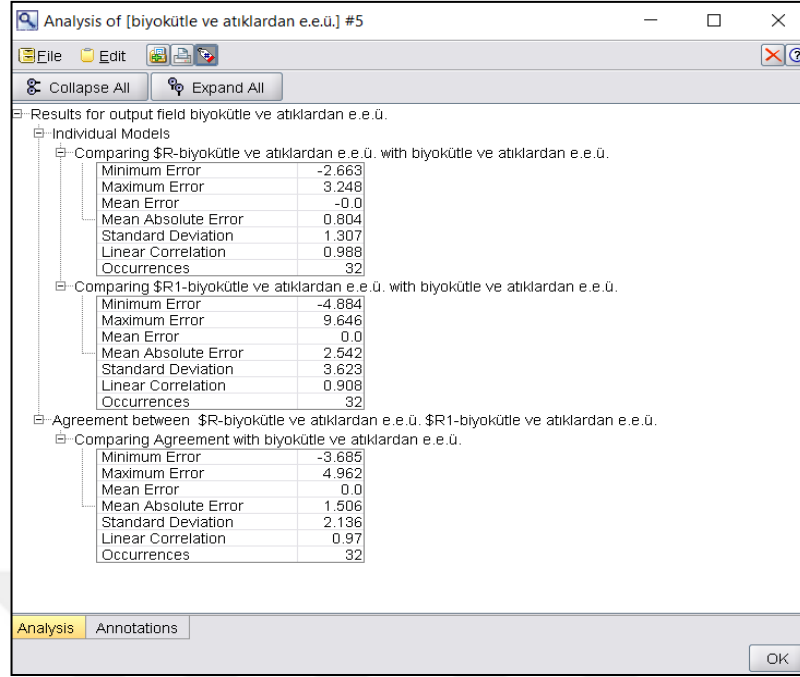 Analysis of [biyokütle ve atıklardan e.e.ü.] #5
File Edit
Collapse All Expand All
Results for output field biyokütle ve atıklardan e.e.ü.
Individual Models
Comparing $R-biyokütle ve atıklardan e.e.ü. with biyokütle ve atıklardan e.e.ü.
Minimum Error -2.663
Maximum Error 3.248
Mean Error -0.0
Mean Absolute Error 0.804
Standard Deviation 1.307
Linear Correlation 0.988
Occurrences 32
Comparing $R1-biyokütle ve atıklardan e.e.ü. with biyokütle ve atıklardan e.e.ü.
Minimum Error -4.884
Maximum Error 9.646
Mean Error 0.0
Mean Absolute Error 2.542
Standard Deviation 3.623
Linear Correlation 0.908
Occurrences 32
Agreement between $R-biyokütle ve atıklardan e.e.ü. $R1-biyokütle ve atıklardan e.e.ü.
Comparing Agreement with biyokütle ve atıklardan e.e.ü.
Minimum Error -3.685
Maximum Error 4.962
Mean Error 0.0
Mean Absolute Error 1.506
Standard Deviation 2.136
Linear Correlation 0.97
Occurrences 32
Analysis Annotations
OK